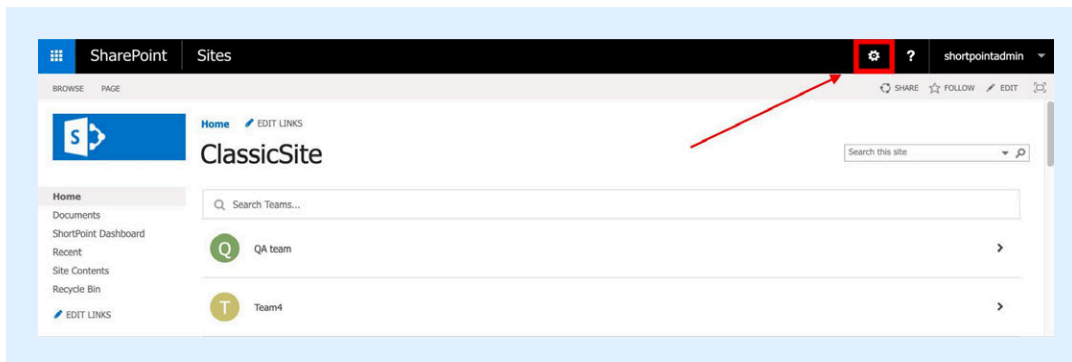 SharePoint Sites ? shortpointadmin
BROWSE PAGE SHARE FOLLOW EDIT
S
Home EDIT LINKS
ClassicSite
Search this site
Home
Documents
ShortPoint Dashboard
Recent
Site Contents
Recycle Bin
EDIT LINKS
Search Teams...
Q QA team
T Team4